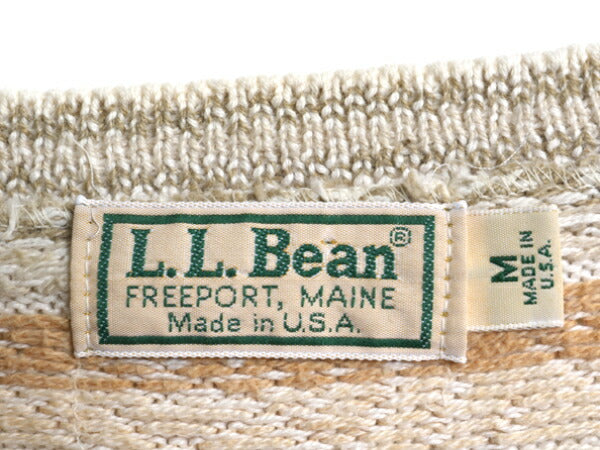 L.L.Bean®
FREEPORT, MAINE
Made in U.S.A.
M
MADE IN
U.S.A.